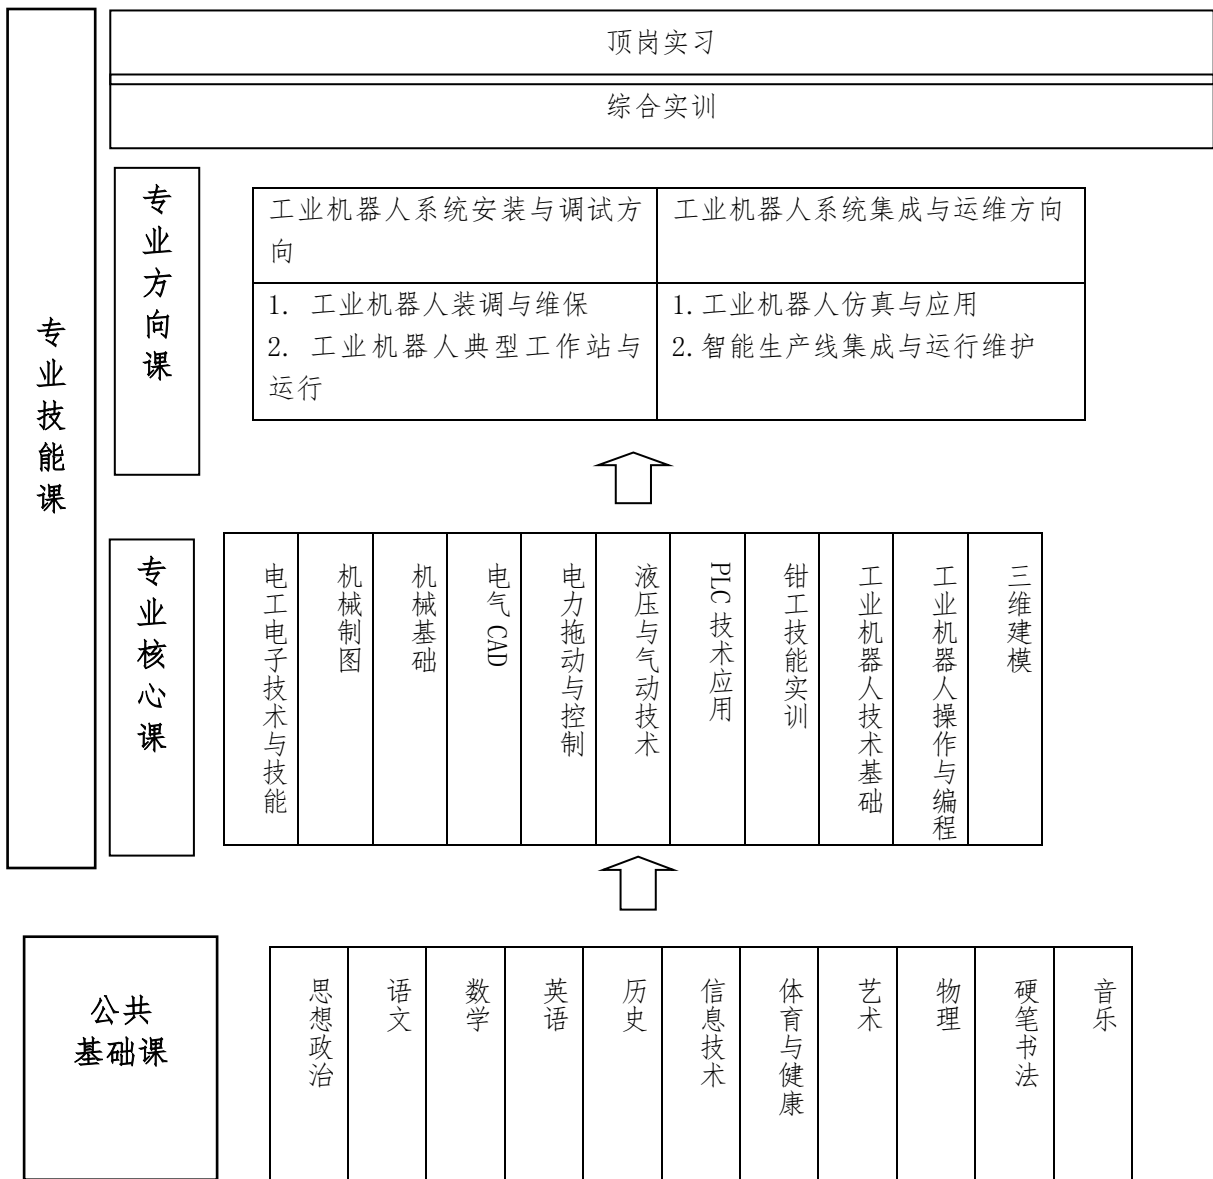 顶岗实习
综合实训
专业技能课
专业方向课
工业机器人系统安装与调试方
向
工业机器人系统集成与运维方向
1. 工业机器人装调与维保
2. 工业机器人典型工作站与
运行
1.工业机器人仿真与应用
2.智能生产线集成与运行维护
专业核心课
电工电子技术与技能
机械制图
机械基础
电气 CAD
电力拖动与控制
液压与气动技术
PLC 技术应用
钳工技能实训
工业机器人技术基础
工业机器人操作与编程
三维建模
公共
基础课
思想政治
语文
数学
英语
历史
信息技术
体育与健康
艺术
物理
硬笔书法
音乐